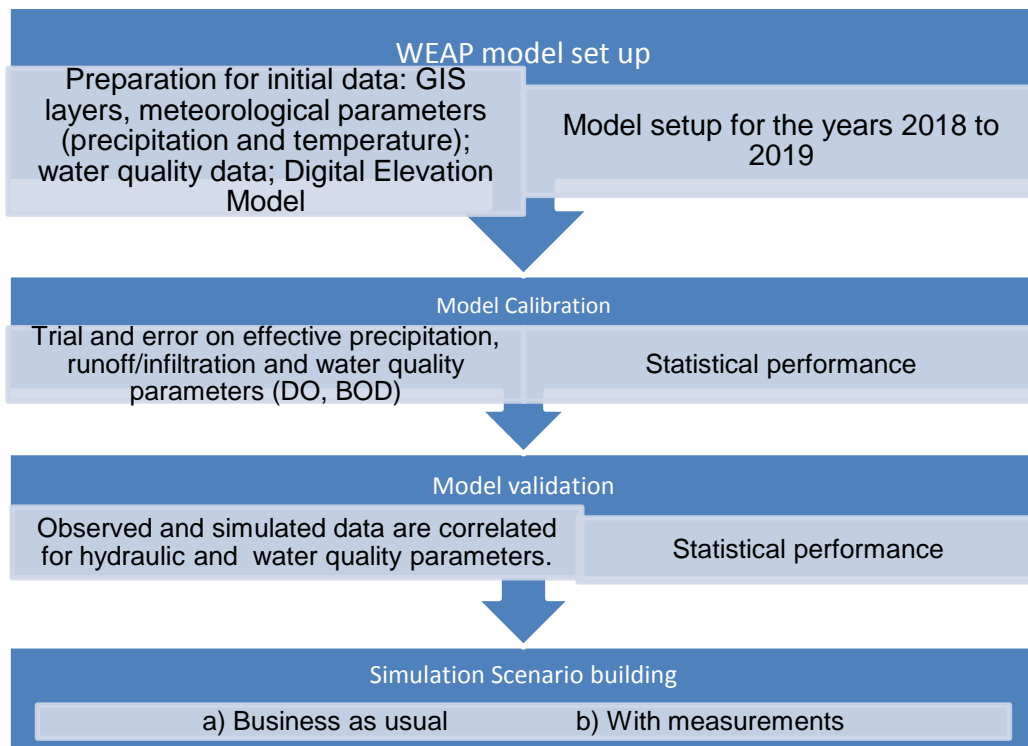 WEAP model set up
Preparation for initial data: GIS
layers, meteorological parameters
(precipitation and temperature);
water quality data; Digital Elevation
Model
Model setup for the years 2018 to
2019
Model Calibration
Trial and error on effective precipitation,
runoff/infiltration and water quality
parameters (DO, BOD)
Statistical performance
Model validation
Observed and simulated data are correlated
for hydraulic and water quality parameters.
Statistical performance
Simulation Scenario building
a) Business as usual b) With measurements